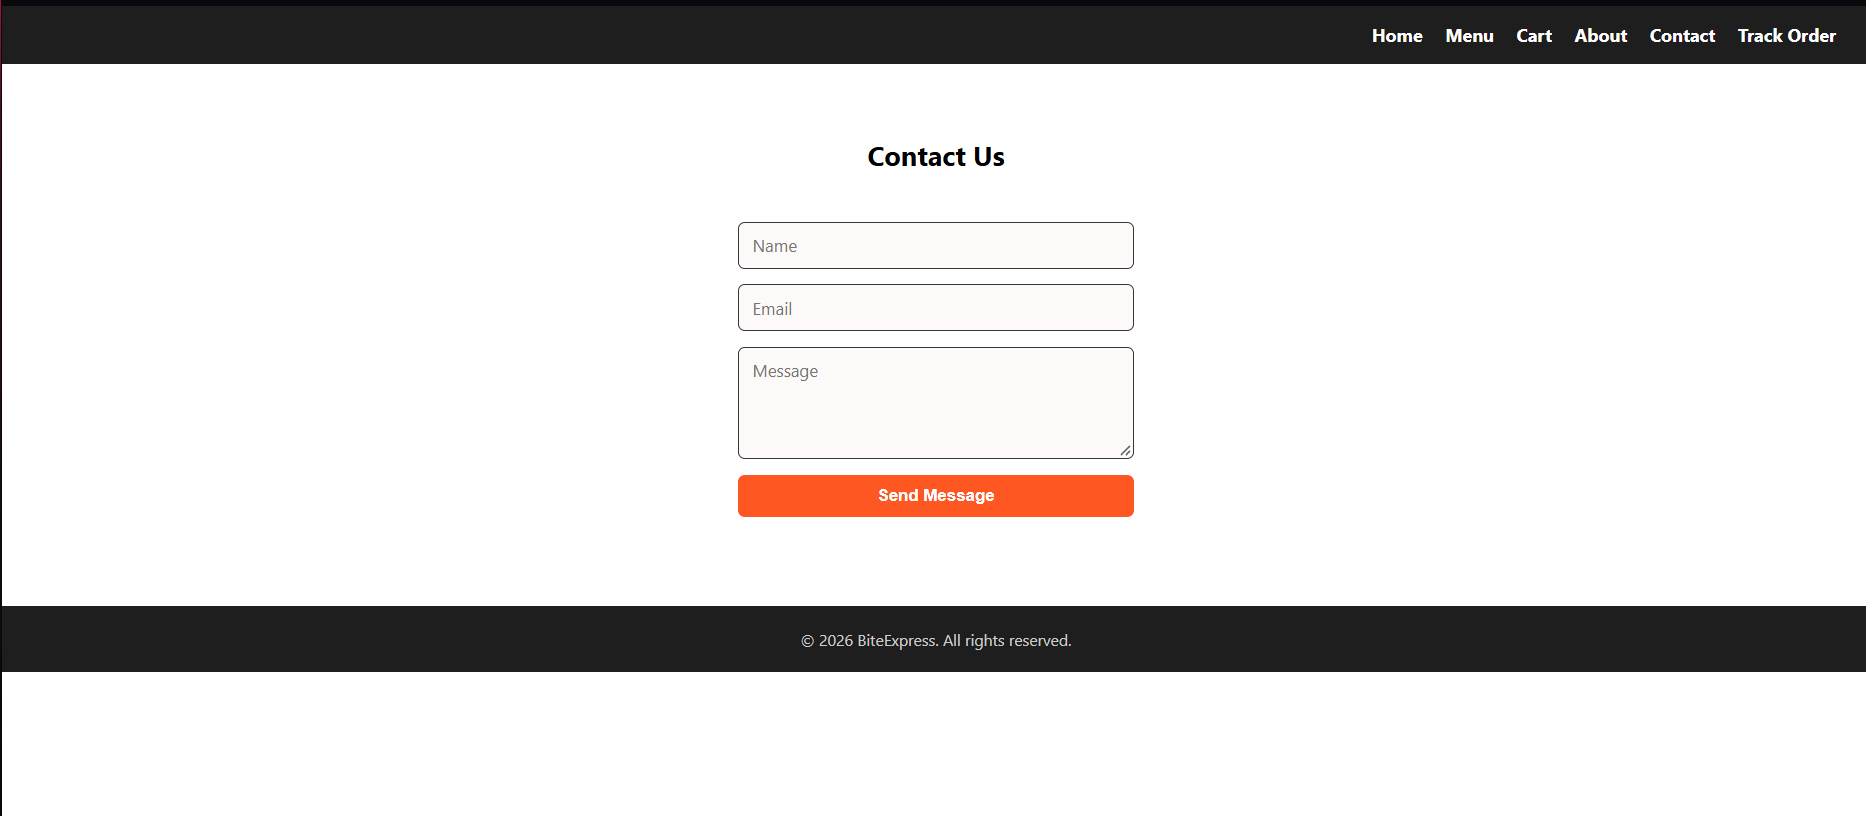 Home Menu Cart About Contact Track Order
Contact Us
Name
Email
Message
Send Message
© 2026 BiteExpress. All rights reserved.